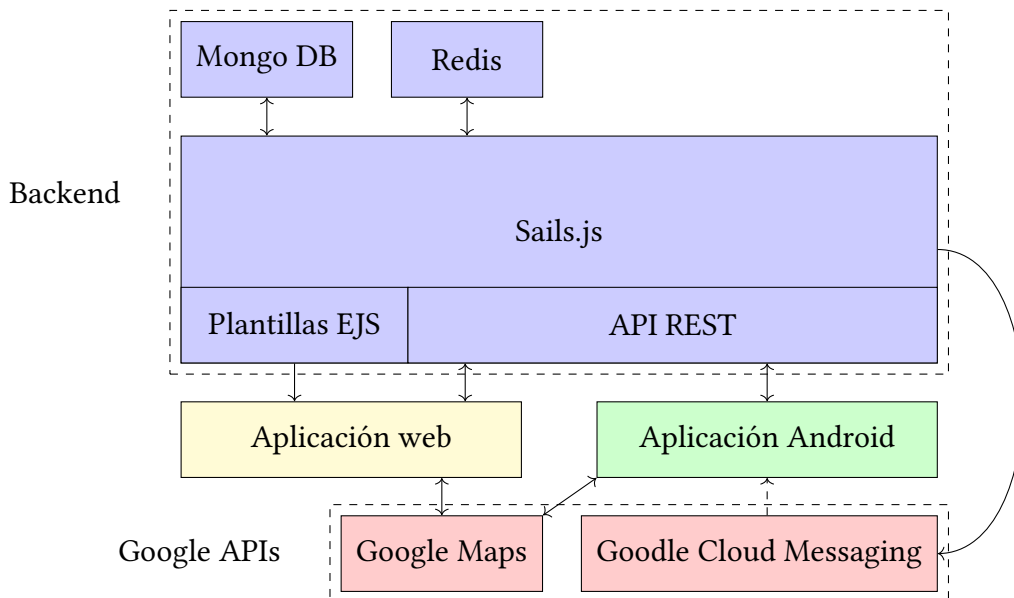 Mongo DB
Redis
Backend
Sails.js
Plantillas EJS
API REST
Aplicación web
Aplicación Android
Google APIs
Google Maps
Goodle Cloud Messaging